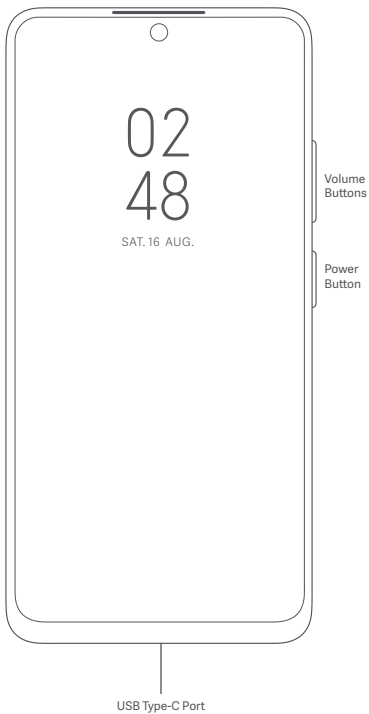 02
48
SAT. 16 AUG.
Volume
Buttons
Power
Button
USB Type-C Port